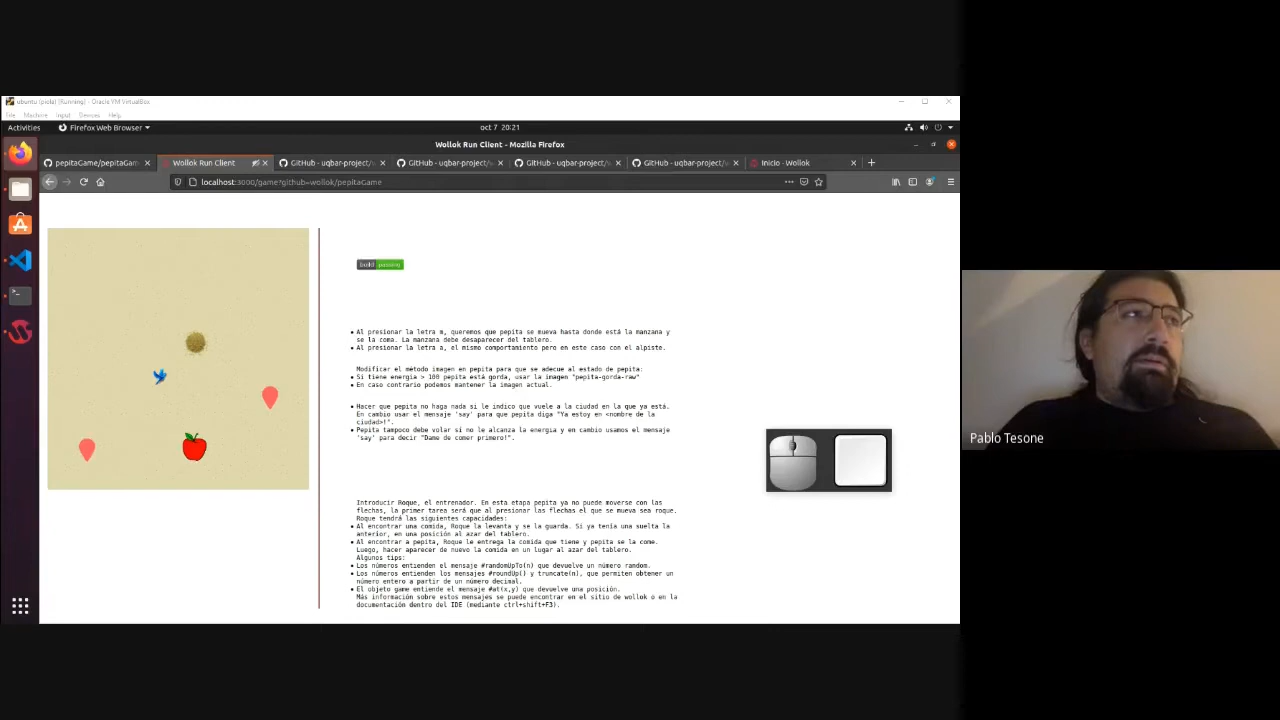 ubuntu (piola) [Running] - Oracle VM VirtualBox
File Machine Input Devices Help
Activities Firefox Web Browser oct 7 20:21
Wollok Run Client - Mozilla Firefox
pepitaGame/pepitaGam Wollok Run Client GitHub - uqbar-project/ GitHub - uqbar-project/ GitHub - uqbar-project/ GitHub - uqbar-project/ Inicio - Wollok
localhost:3000/game?github=wollok/pepitaGame
build passing
Al presionar la letra m, queremos que pepita se mueva hasta donde está la manzana y
se la coma. La manzana debe desaparecer del tablero.
Al presionar la letra a, el mismo comportamiento pero en este caso con el alpiste.
Modificar el método imagen en pepita para que se adecue al estado de pepita:
Si tiene energia > 100 pepita está gorda, usar la imagen "pepita-gorda-raw"
En caso contrario podemos mantener la imagen actual.
Hacer que pepita no haga nada si le indico que vuele a la ciudad en la que ya está.
En cambio usar el mensaje 'say' para que pepita diga "Ya estoy en <nombre de la
ciudad>!".
Pepita tampoco debe volar si no le alcanza la energia y en cambio usamos el mensaje
'say' para decir "Dame de comer primero!".
Introducir Roque, el entrenador. En esta etapa pepita ya no puede moverse con las
flechas, la primer tarea será que al presionar las flechas el que se mueva sea roque.
Roque tendrá las siguientes capacidades:
Al encontrar una comida, Roque la levanta y se la guarda. Si ya tenía una suelta la
anterior, en una posición al azar del tablero.
Al encontrar a pepita, Roque le entrega la comida que tiene y pepita se la come.
Luego, hacer aparecer de nuevo la comida en un lugar al azar del tablero.
Algunos tips:
Los números entienden el mensaje #randomUpTo(n) que devuelve un número random.
Los números entienden los mensajes #roundUp() y truncate(n), que permiten obtener un
número entero a partir de un número decimal.
El objeto game entiende el mensaje #at(x,y) que devuelve una posición.
Más información sobre estos mensajes se puede encontrar en el sitio de wollok o en la
documentación dentro del IDE (mediante ctrl+shift+F3).
Pablo Tesone